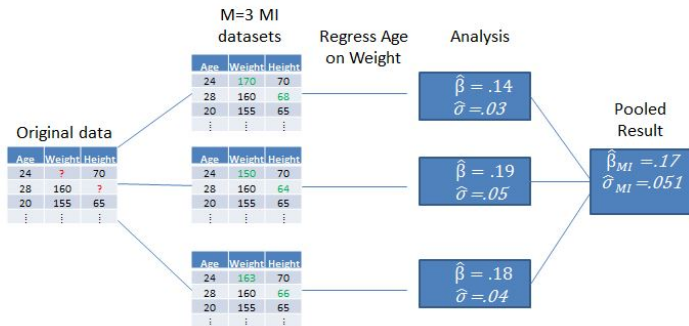 M=3 MI
datasets
Regress Age
on Weight
Analysis
Original data
Age Weight Height
24 ? 70
28 160 ?
20 155 65
⋮ ⋮ ⋮
Age Weight Height
24 170 70
28 160 68
20 155 65
⋮ ⋮ ⋮
Age Weight Height
24 150 70
28 160 64
20 155 65
⋮ ⋮ ⋮
Age Weight Height
24 163 70
28 160 66
20 155 65
⋮ ⋮ ⋮
β̂ = .14
σ̂ =.03
β̂ = .19
σ̂ =.05
β̂ = .18
σ̂ =.04
Pooled
Result
β̂MI =.17
σ̂MI =.051